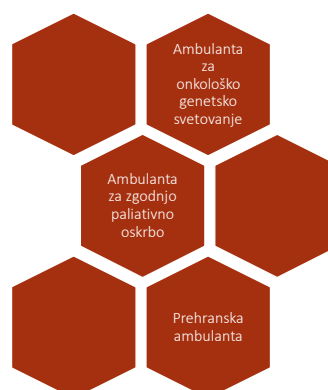 Ambulanta
za
onkološko
genetsko
svetovanje
Ambulanta
za zgodnjo
paliativno
oskrbo
Prehranska
ambulanta